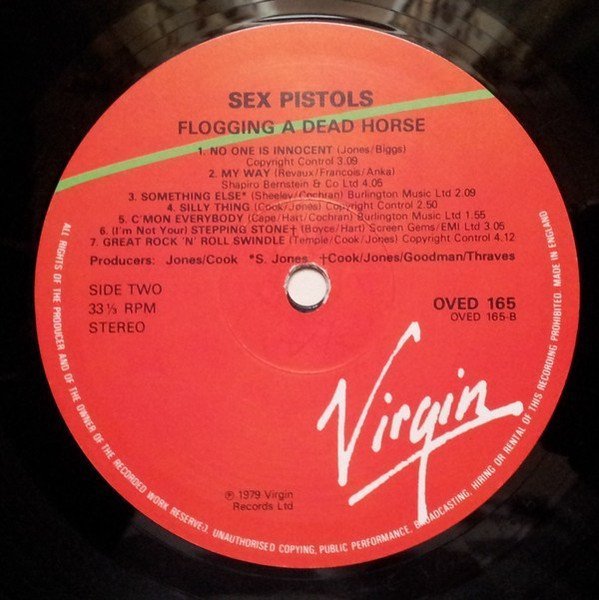 SEX PISTOLS
FLOGGING A DEAD HORSE
1. NO ONE IS INNOCENT (Jones/Biggs)
Copyright Control 3.09
2. MY WAY (Revaux/Francois/Anka)
Shapiro Bernstein & Co Ltd 4.05
3. SOMETHING ELSE* (Sheeley/Cochran) Burlington Music Ltd 2.09
4. SILLY THING (Cook/Jones) Copyright Control 2.50
5. C'MON EVERYBODY (Cape/Hart/Cochran) Burlington Music Ltd 1.55
6. (I'm Not Your) STEPPING STONE† (Boyce/Hart) Screen Gems/EMI Ltd 3.05
7. GREAT ROCK 'N' ROLL SWINDLE (Temple/Cook/Jones) Copyright Control 4.12
Producers: Jones/Cook *S. Jones †Cook/Jones/Goodman/Thraves
SIDE TWO
33⅓ RPM
STEREO
OVED 165
OVED 165-B
Virgin
℗ 1979 Virgin
Records Ltd
ALL RIGHTS OF THE PRODUCER AND OF THE OWNER OF THE RECORDED WORK RESERVED. UNAUTHORISED COPYING, PUBLIC PERFORMANCE, BROADCASTING, HIRING OR RENTAL OF THIS RECORDING PROHIBITED MADE IN ENGLAND